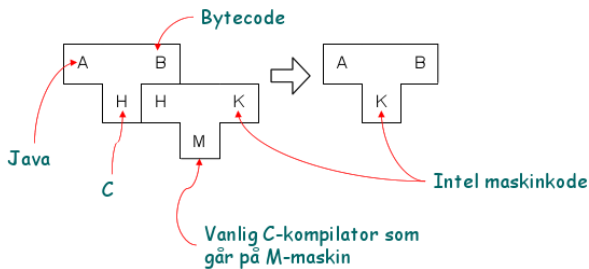 Bytecode
A B A B
H H K K
M
Java
C
Intel maskinkode
Vanlig C-kompilator som
går på M-maskin